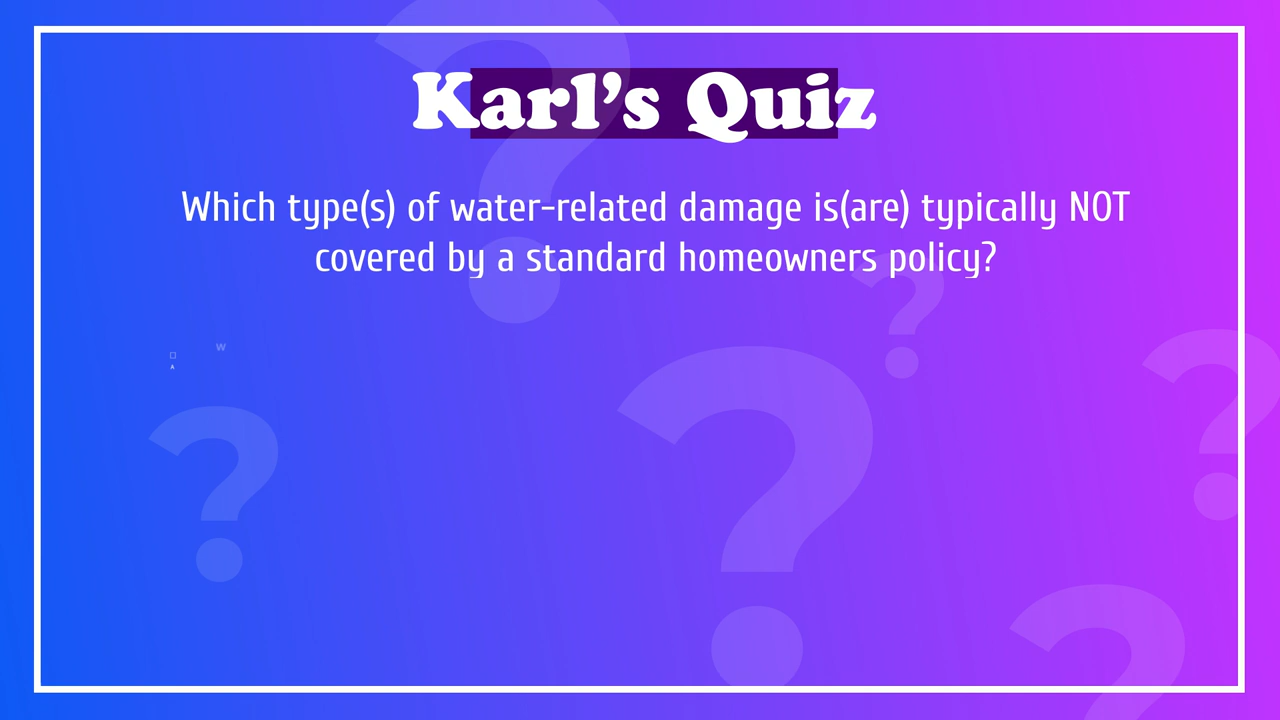 Karl’s Quiz
Which type(s) of water-related damage is(are) typically NOT
covered by a standard homeowners policy?
W
A